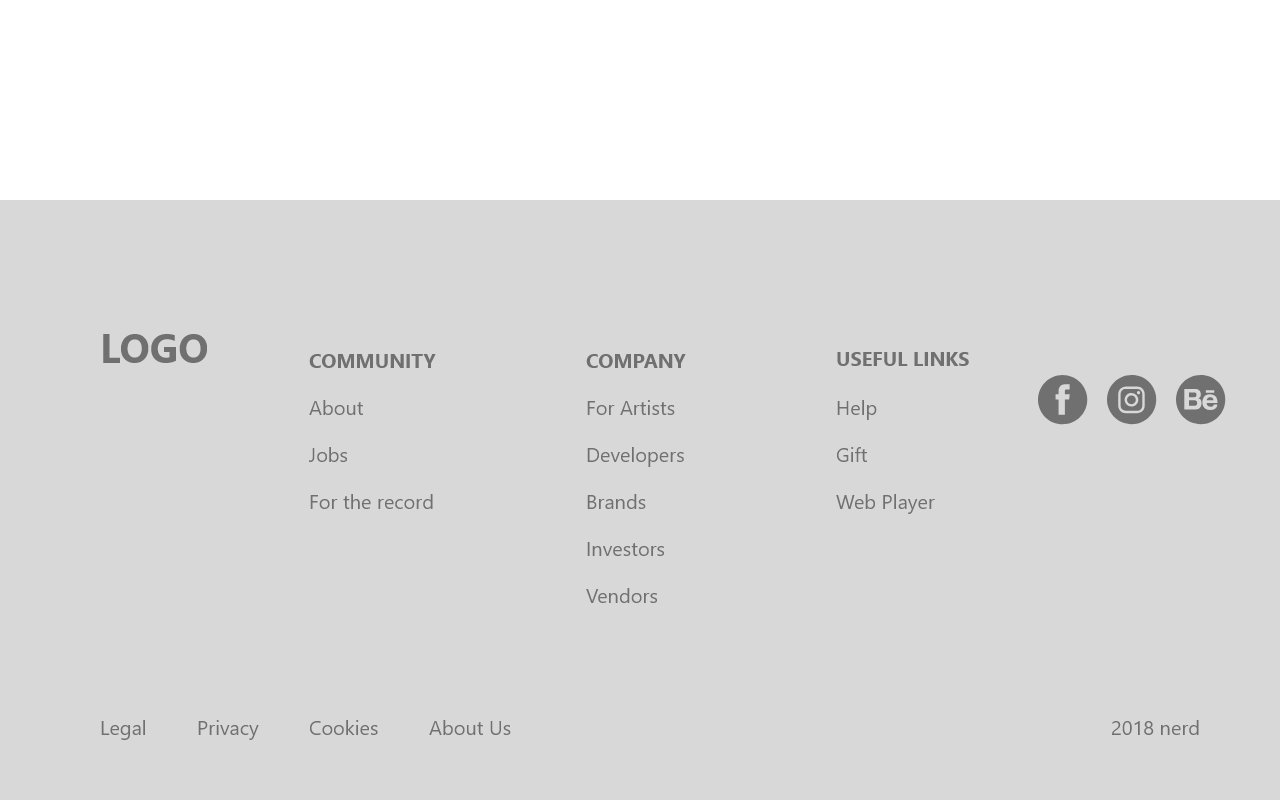 LOGO
COMMUNITY
About
Jobs
For the record
COMPANY
For Artists
Developers
Brands
Investors
Vendors
USEFUL LINKS
Help
Gift
Web Player
Bē
Legal
Privacy
Cookies
About Us
2018 nerd